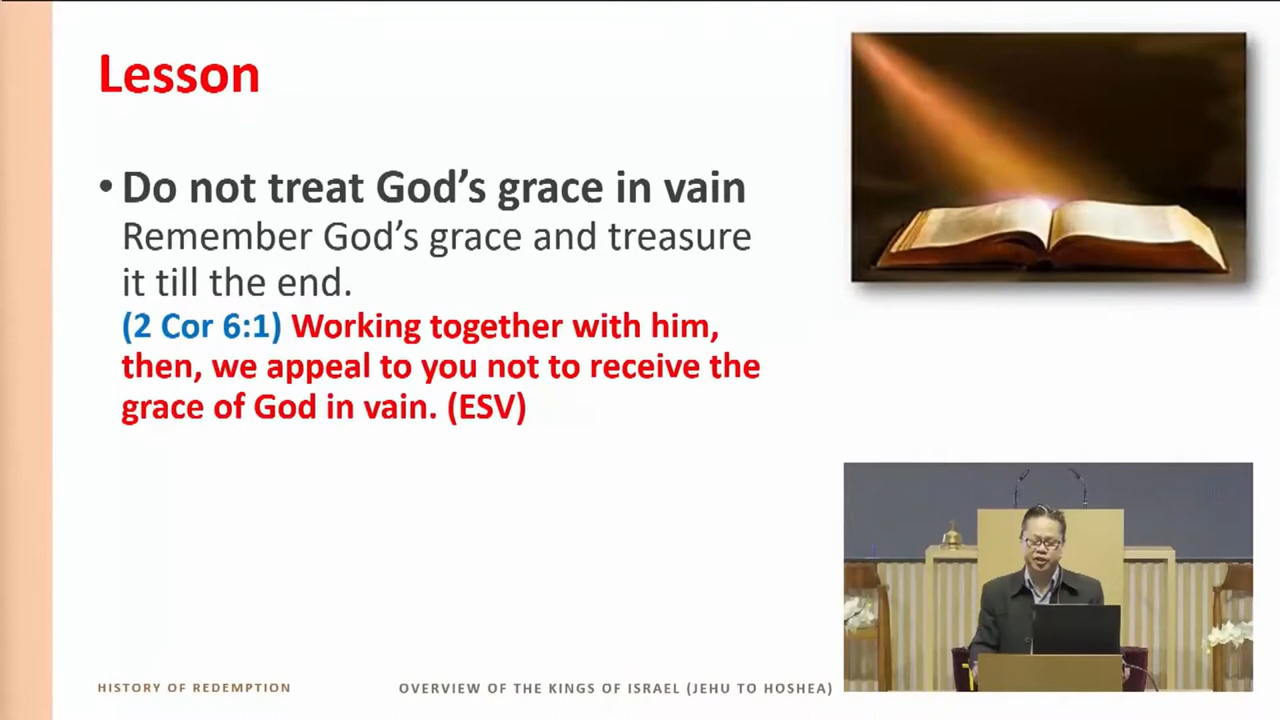 Lesson
• Do not treat God's grace in vain
Remember God's grace and treasure
it till the end.
(2 Cor 6:1) Working together with him,
then, we appeal to you not to receive the
grace of God in vain. (ESV)
HISTORY OF REDEMPTION
OVERVIEW OF THE KINGS OF ISRAEL (JEHU TO HOSHEA)